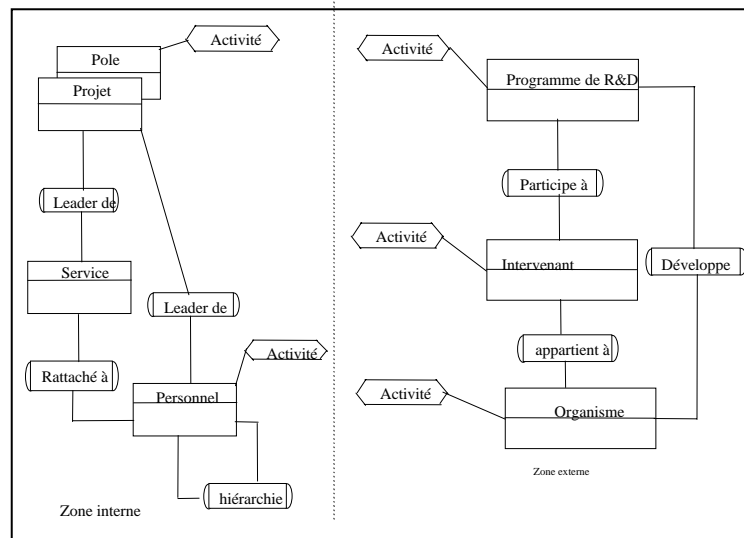 Activité
Pole
Projet
Leader de
Service
Leader de
Rattaché à
Activité
Personnel
hiérarchie
Zone interne
Activité
Programme de R&D
Participe à
Activité
Intervenant
Développe
appartient à
Activité
Organisme
Zone externe